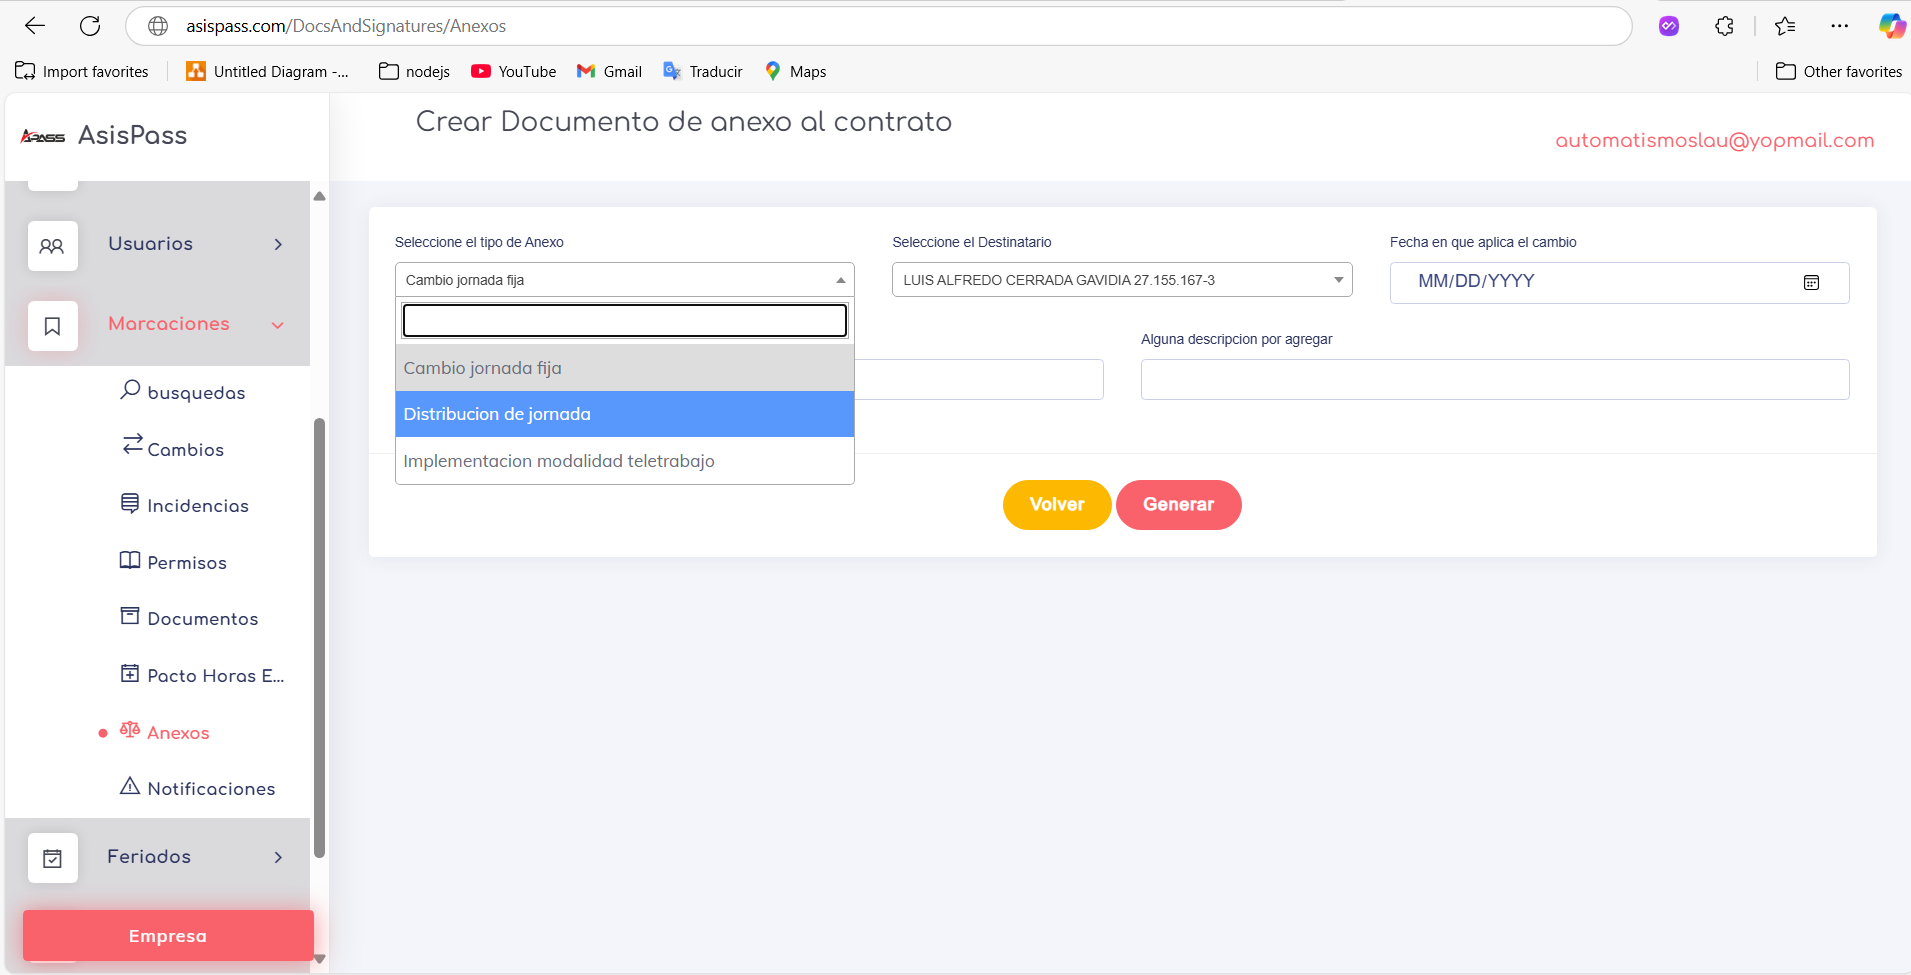 asispass.com/DocsAndSignatures/Anexos
Import favorites
Untitled Diagram -...
nodejs
YouTube
Gmail
Traducir
Maps
Other favorites
APASS
AsisPass
Crear Documento de anexo al contrato
automatismoslau@yopmail.com
Usuarios
Marcaciones
busquedas
Cambios
Incidencias
Permisos
Documentos
Pacto Horas E...
Anexos
Notificaciones
Feriados
Empresa
Seleccione el tipo de Anexo
Cambio jornada fija
Cambio jornada fija
Distribucion de jornada
Implementacion modalidad teletrabajo
Seleccione el Destinatario
LUIS ALFREDO CERRADA GAVIDIA 27.155.167-3
Fecha en que aplica el cambio
MM/DD/YYYY
Alguna descripcion por agregar
Volver
Generar